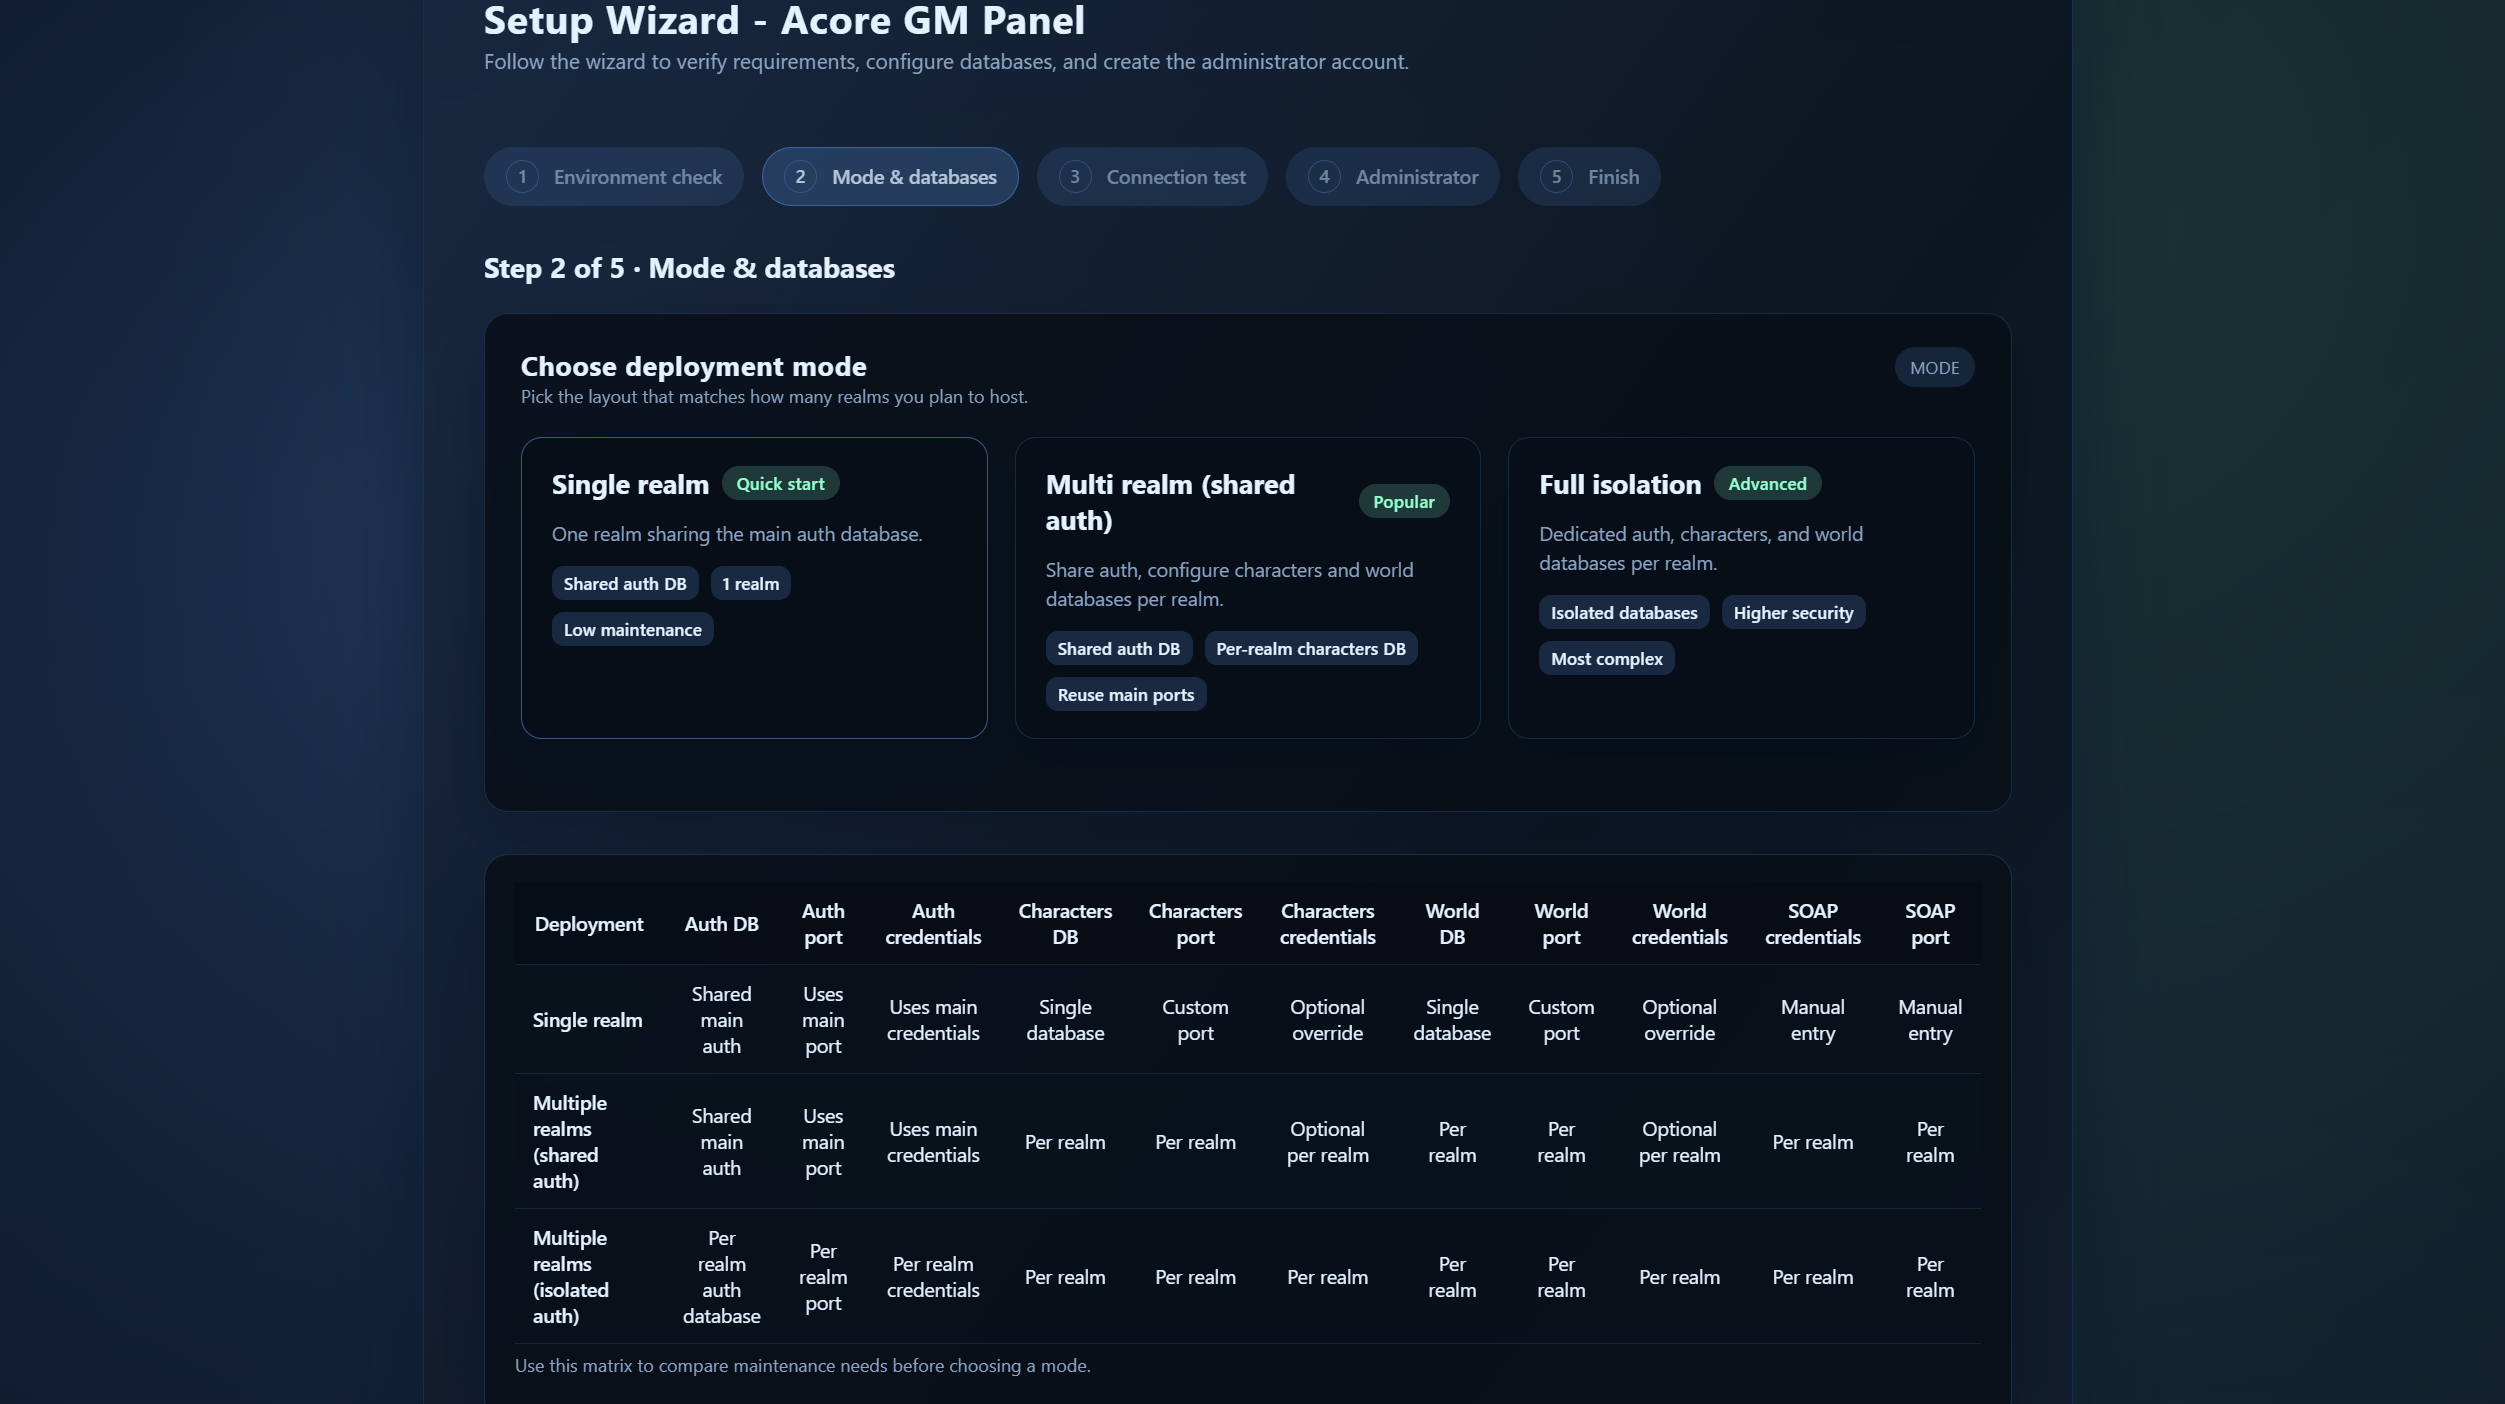 Setup Wizard - Acore GM Panel
Follow the wizard to verify requirements, configure databases, and create the administrator account.
1 Environment check
2 Mode & databases
3 Connection test
4 Administrator
5 Finish
Step 2 of 5 · Mode & databases
Choose deployment mode
MODE
Pick the layout that matches how many realms you plan to host.
Single realm Quick start
One realm sharing the main auth database.
Shared auth DB 1 realm
Low maintenance
Multi realm (shared
auth)
Popular
Share auth, configure characters and world
databases per realm.
Shared auth DB Per-realm characters DB
Reuse main ports
Full isolation Advanced
Dedicated auth, characters, and world
databases per realm.
Isolated databases Higher security
Most complex
Deployment
Auth DB
Auth
port
Auth
credentials
Characters
DB
Characters
port
Characters
credentials
World
DB
World
port
World
credentials
SOAP
credentials
SOAP
port
Single realm
Shared
main
auth
Uses
main
port
Uses main
credentials
Single
database
Custom
port
Optional
override
Single
database
Custom
port
Optional
override
Manual
entry
Manual
entry
Multiple
realms
(shared
auth)
Shared
main
auth
Uses
main
port
Uses main
credentials
Per realm
Per realm
Optional
per realm
Per
realm
Per
realm
Optional
per realm
Per realm
Per
realm
Multiple
realms
(isolated
auth)
Per
realm
auth
database
Per
realm
port
Per realm
credentials
Per realm
Per realm
Per realm
Per
realm
Per
realm
Per realm
Per realm
Per
realm
Use this matrix to compare maintenance needs before choosing a mode.